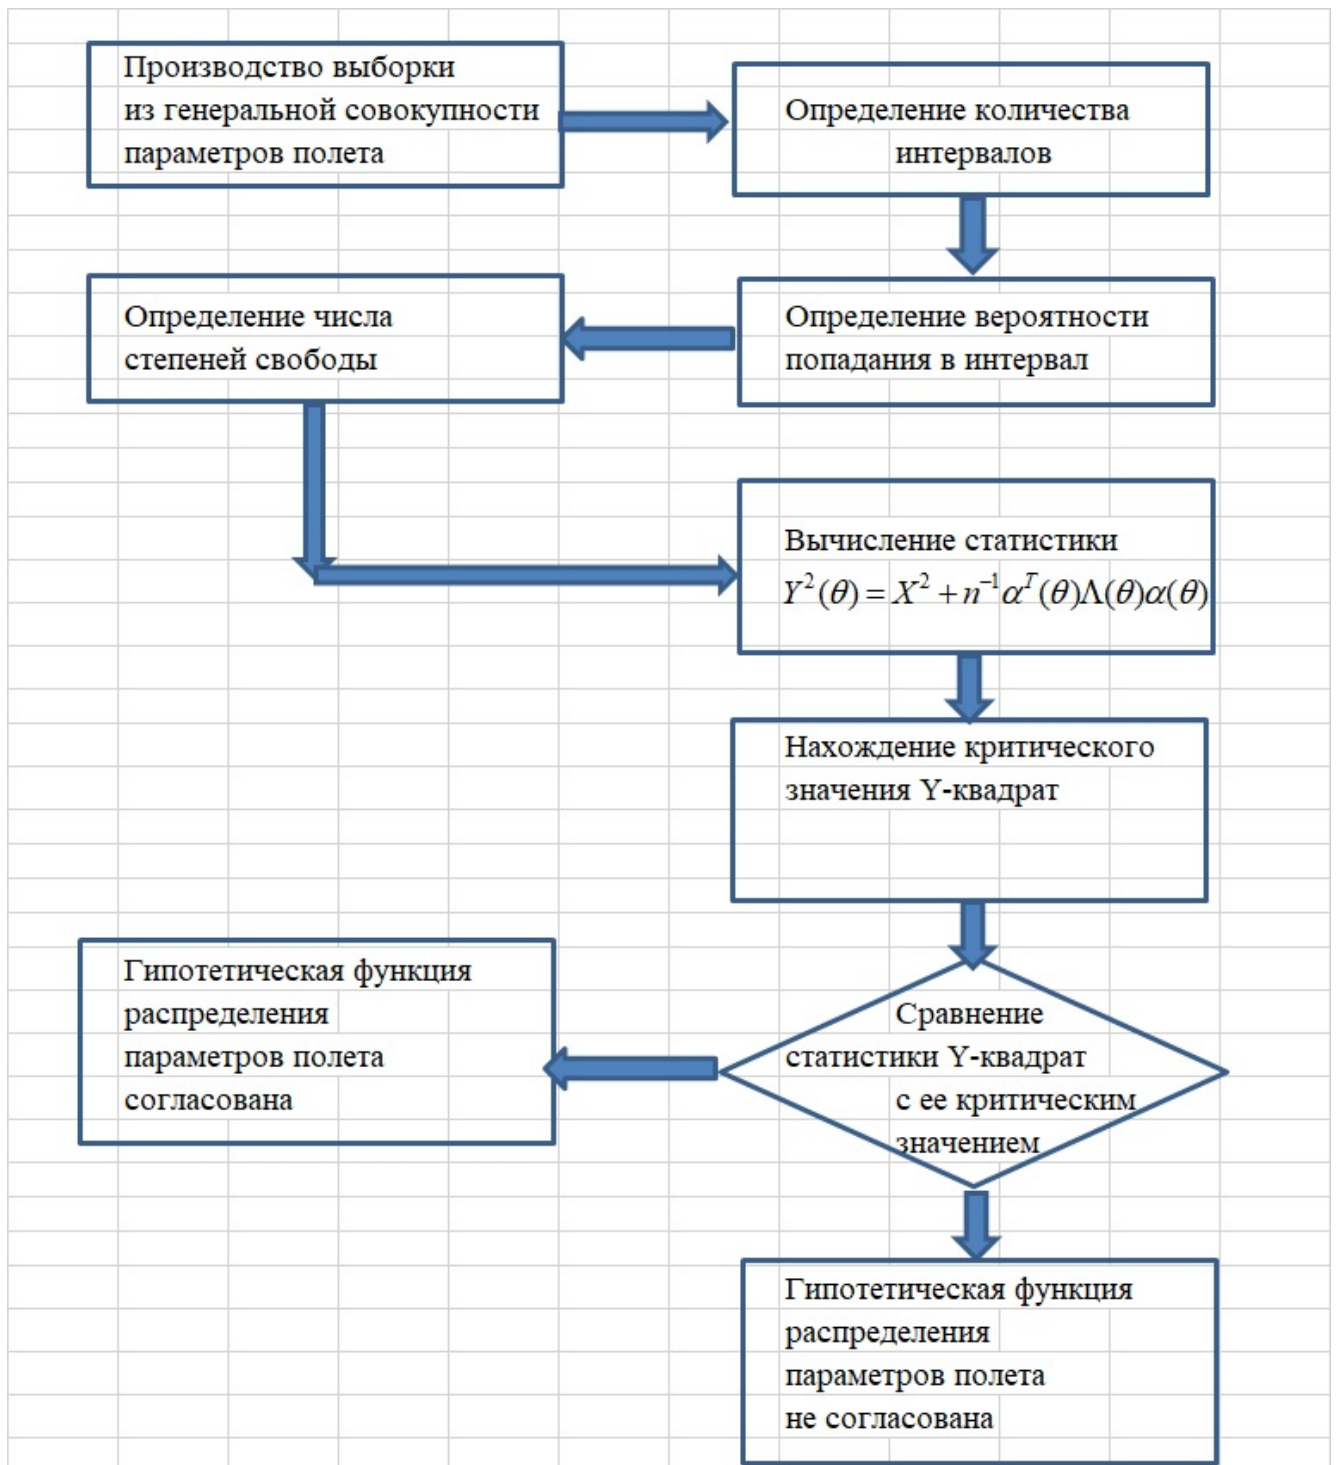 Производство выборки
из генеральной совокупности
параметров полета
Определение количества
интервалов
Определение вероятности
попадания в интервал
Определение числа
степеней свободы
Вычисление статистики
Y²(θ) = X² + n⁻¹αᵀ(θ)Λ(θ)α(θ)
Нахождение критического
значения Y-квадрат
Сравнение
статистики Y-квадрат
с ее критическим
значением
Гипотетическая функция
распределения
параметров полета
согласована
Гипотетическая функция
распределения
параметров полета
не согласована